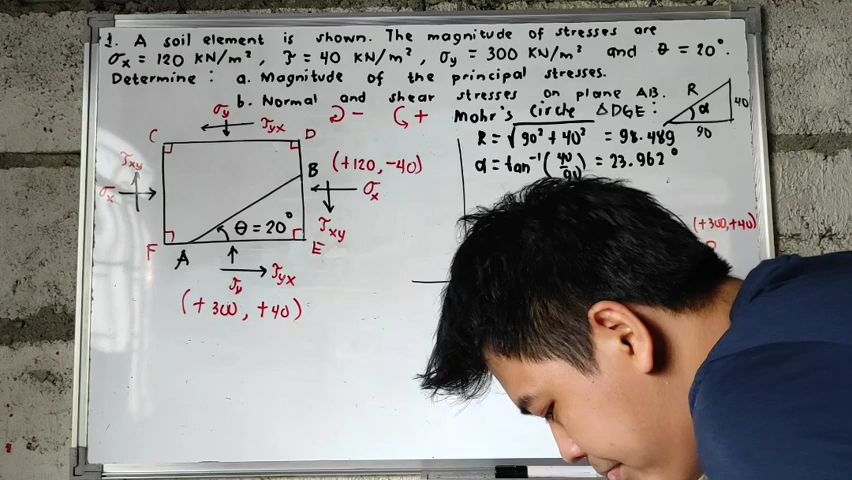 1. A soil element is shown. The magnitude of stresses are
σx = 120 KN/m², τ = 40 KN/m², σy = 300 KN/m² and θ = 20°.
Determine : a. Magnitude of the principal stresses.
b. Normal and shear stresses on plane AB.
Mohr's Circle ΔDGE :
R
α
40
90
R = √90² + 40² = 98.489
α = tan⁻¹ (40/90) = 23.962°
σy
τyx
-
+
C
D
τxy
B
(+120, -40)
σx
σx
θ = 20°
τxy
F
A
E
σy
τyx
(+300, +40)
(+300, +40)